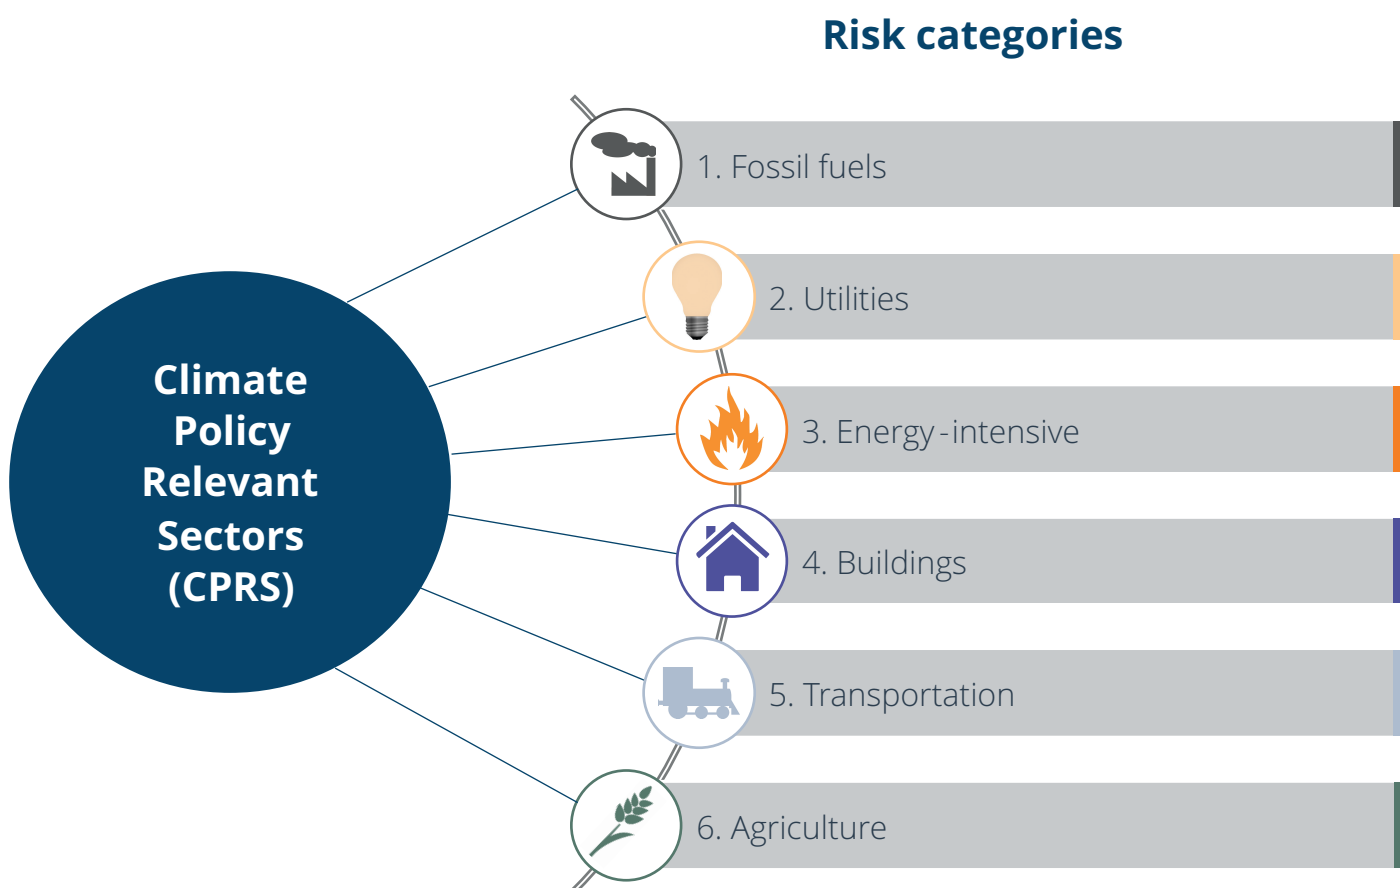 Risk categories
Climate
Policy
Relevant
Sectors
(CPRS)
1. Fossil fuels
2. Utilities
3. Energy-intensive
4. Buildings
5. Transportation
6. Agriculture